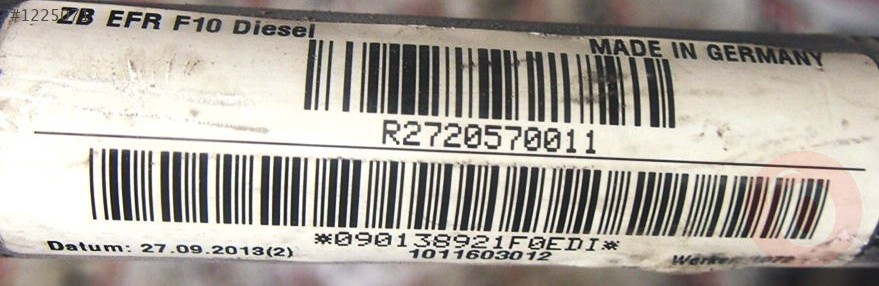 ZB EFR F10 Diesel
MADE IN GERMANY
R2720570011
*090138921F0EDI*
Datum: 27.09.2013(2)
1011603012